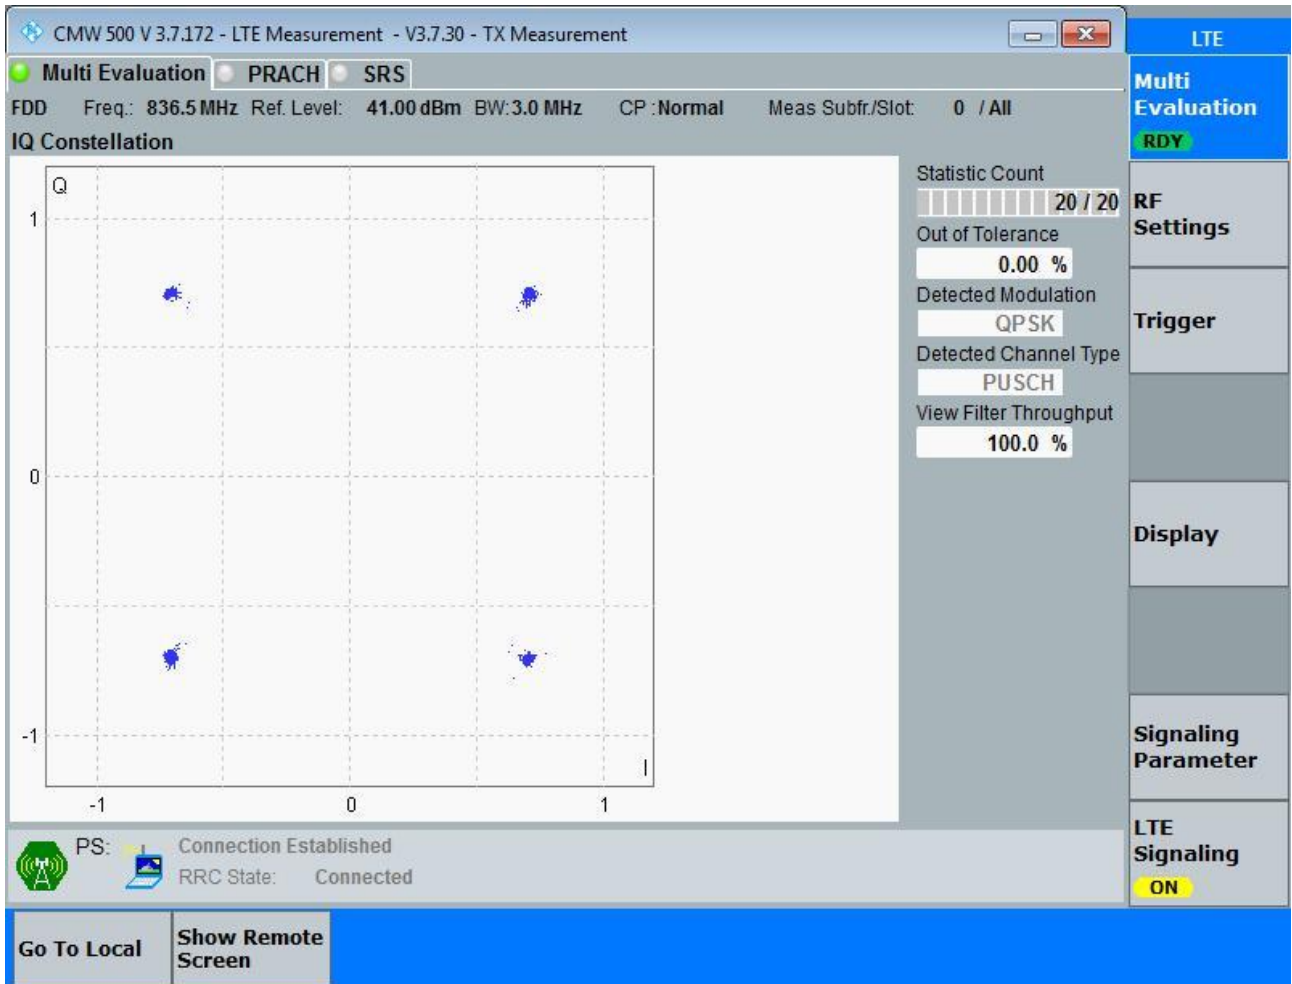 CMW 500 V 3.7.172 - LTE Measurement - V3.7.30 - TX Measurement
LTE
Multi Evaluation PRACH SRS
FDD Freq.: 836.5 MHz Ref. Level: 41.00 dBm BW: 3.0 MHz CP : Normal Meas Subfr./Slot: 0 / All
IQ Constellation
Multi
Evaluation
RDY
Q
1
0
-1
I
-1 0 1
Statistic Count
20 / 20
Out of Tolerance
0.00 %
Detected Modulation
QPSK
Detected Channel Type
PUSCH
View Filter Throughput
100.0 %
RF
Settings
Trigger
Display
Signaling
Parameter
LTE
Signaling
ON
PS: Connection Established
RRC State: Connected
Go To Local
Show Remote
Screen